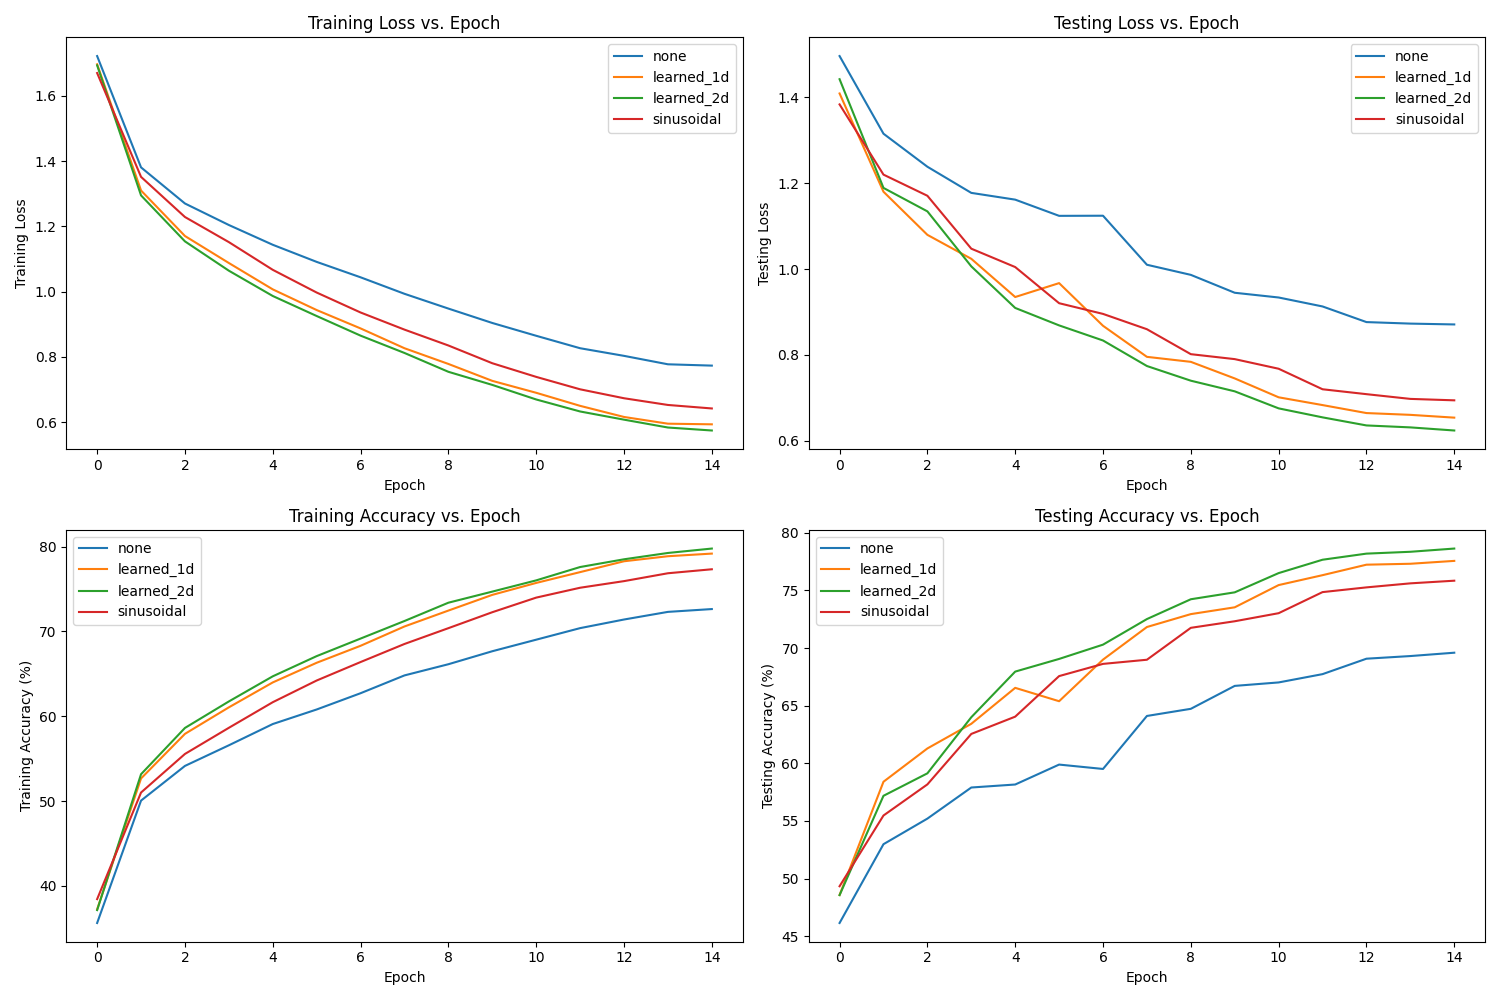 Training Loss vs. Epoch
Training Loss
1.6
1.4
1.2
1.0
0.8
0.6
none
learned_1d
learned_2d
sinusoidal
0 2 4 6 8 10 12 14
Epoch
Testing Loss vs. Epoch
Testing Loss
1.4
1.2
1.0
0.8
0.6
none
learned_1d
learned_2d
sinusoidal
0 2 4 6 8 10 12 14
Epoch
Training Accuracy vs. Epoch
Training Accuracy (%)
80
70
60
50
40
none
learned_1d
learned_2d
sinusoidal
0 2 4 6 8 10 12 14
Epoch
Testing Accuracy vs. Epoch
Testing Accuracy (%)
80
75
70
65
60
55
50
45
none
learned_1d
learned_2d
sinusoidal
0 2 4 6 8 10 12 14
Epoch